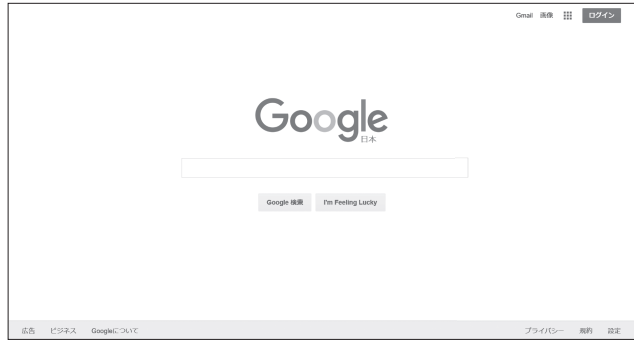 Gmail 画像 ログイン
Google
日本
Google 検索 I'm Feeling Lucky
広告 ビジネス Googleについて プライバシー 規約 設定